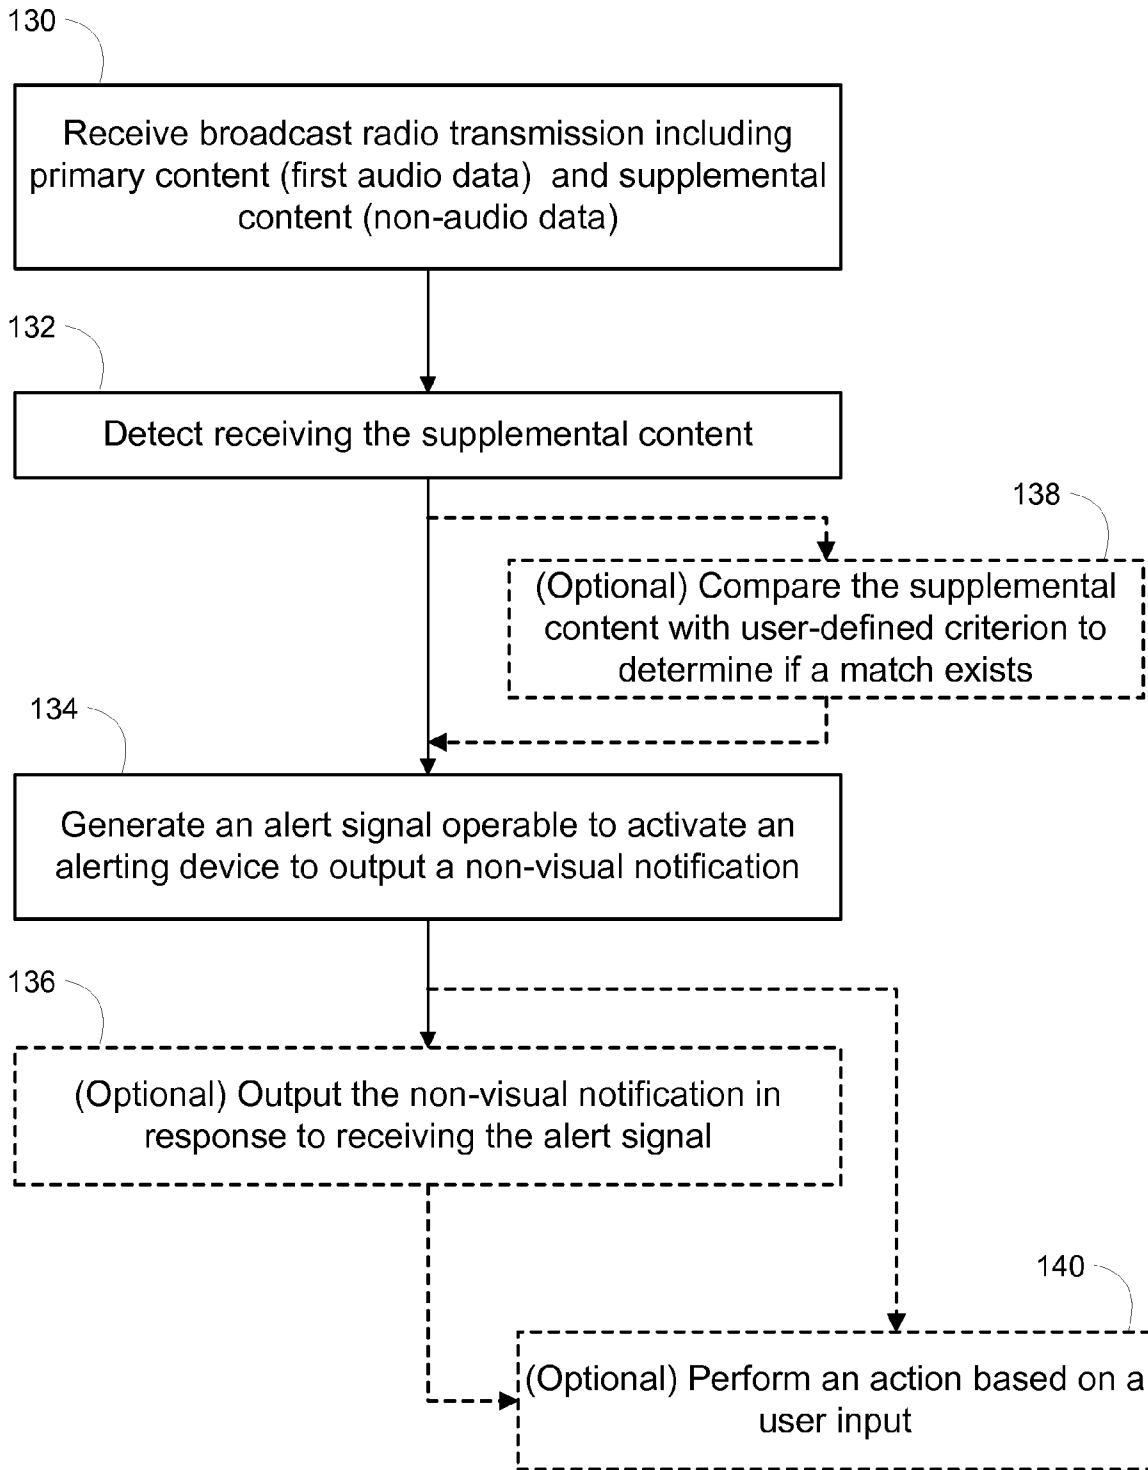 130
Receive broadcast radio transmission including
primary content (first audio data) and supplemental
content (non-audio data)
132
Detect receiving the supplemental content
138
(Optional) Compare the supplemental
content with user-defined criterion to
determine if a match exists
134
Generate an alert signal operable to activate an
alerting device to output a non-visual notification
136
(Optional) Output the non-visual notification in
response to receiving the alert signal
140
(Optional) Perform an action based on a
user input